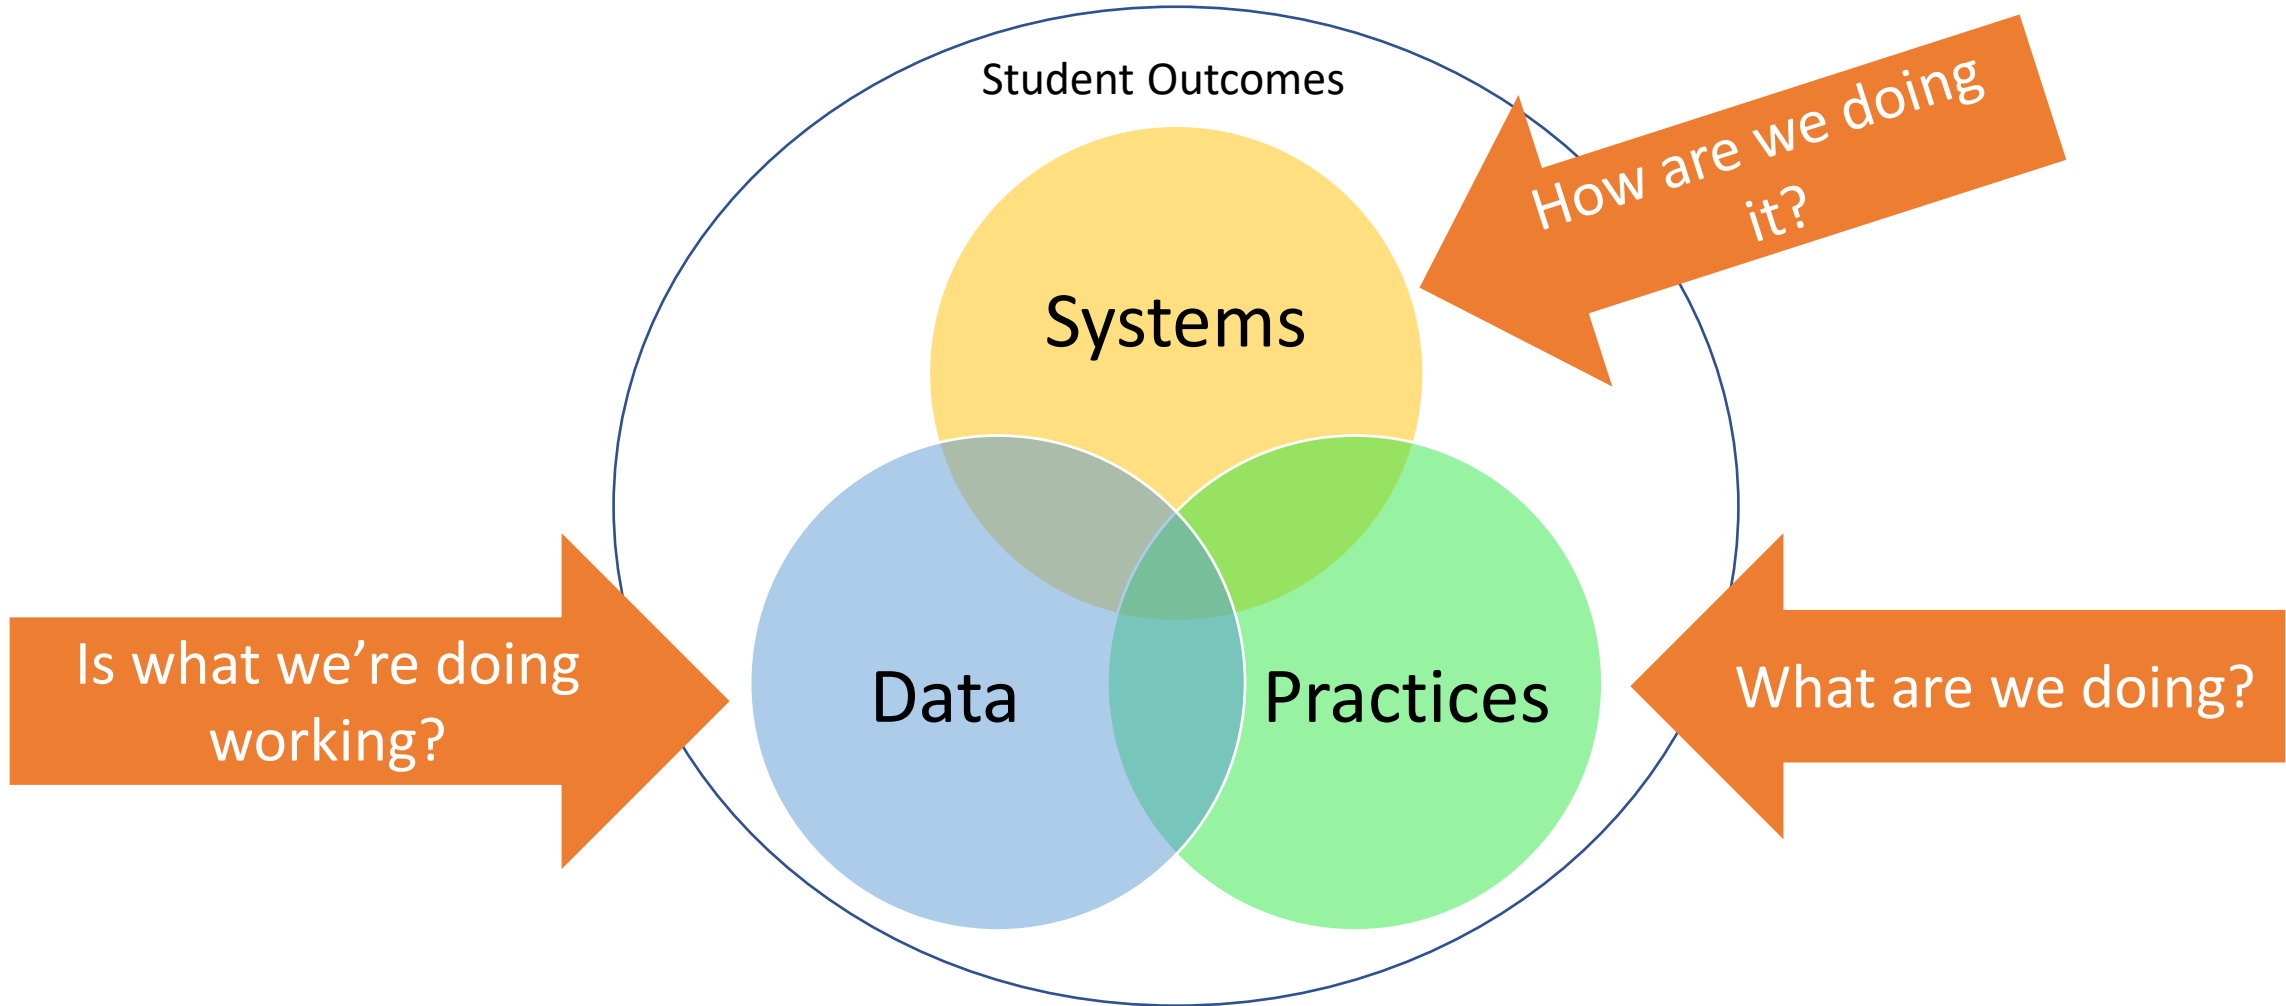 Student Outcomes
How are we doing
it?
Systems
Is what we're doing
working?
Data
Practices
What are we doing?